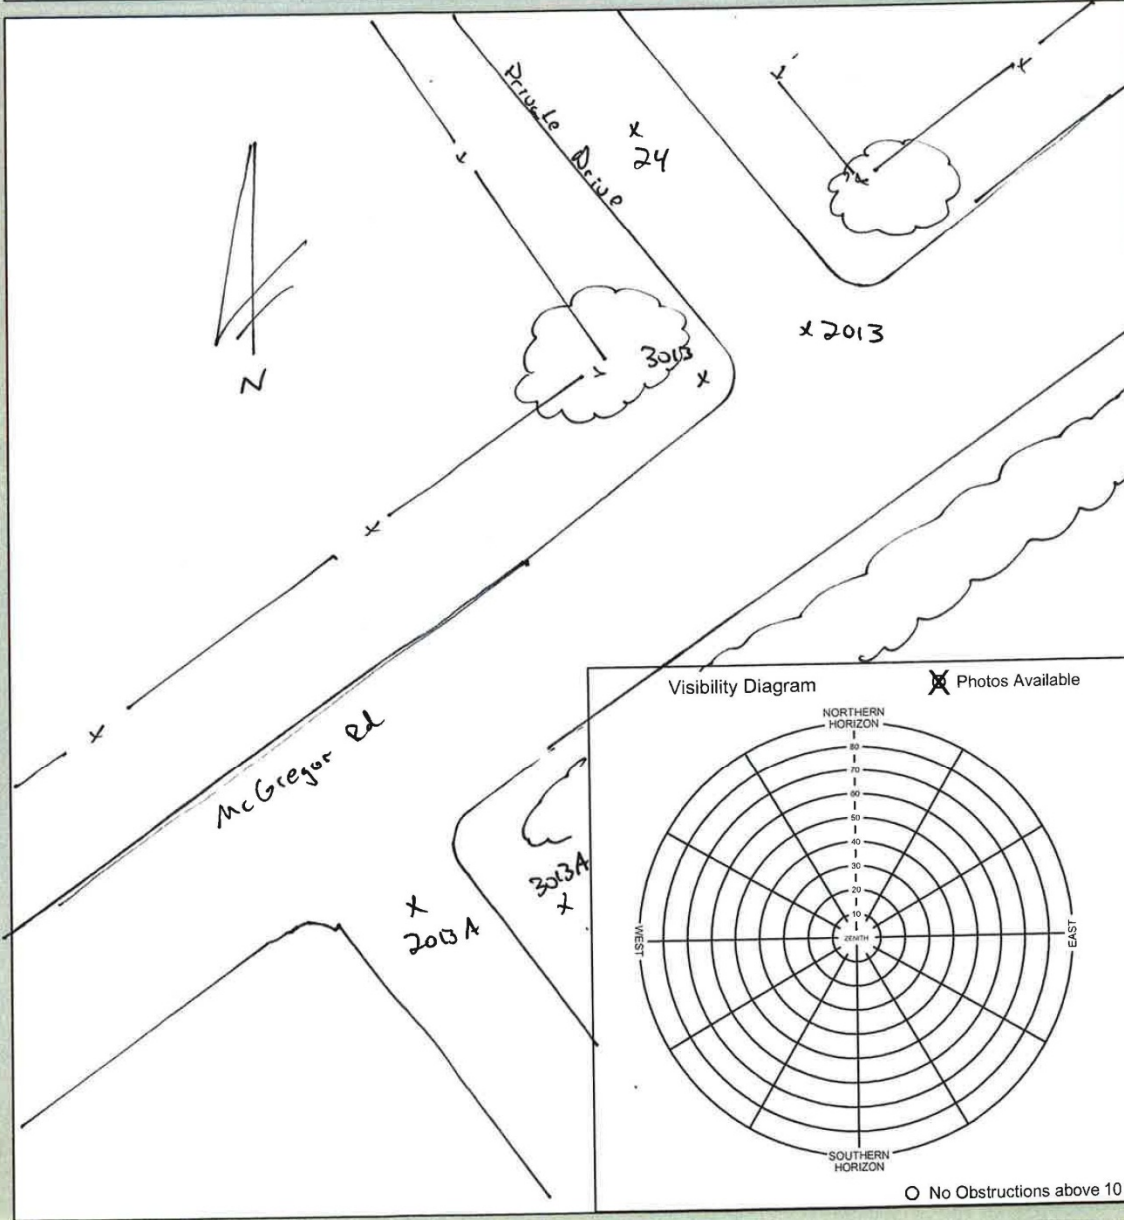 Private Drive
x
24
x 2013
3013
x
N
McGregor Rd
x
2013A
3013A
x
Visibility Diagram
Photos Available
NORTHERN
HORIZON
80
70
60
50
40
30
20
10
ZENITH
WEST
EAST
SOUTHERN
HORIZON
No Obstructions above 10